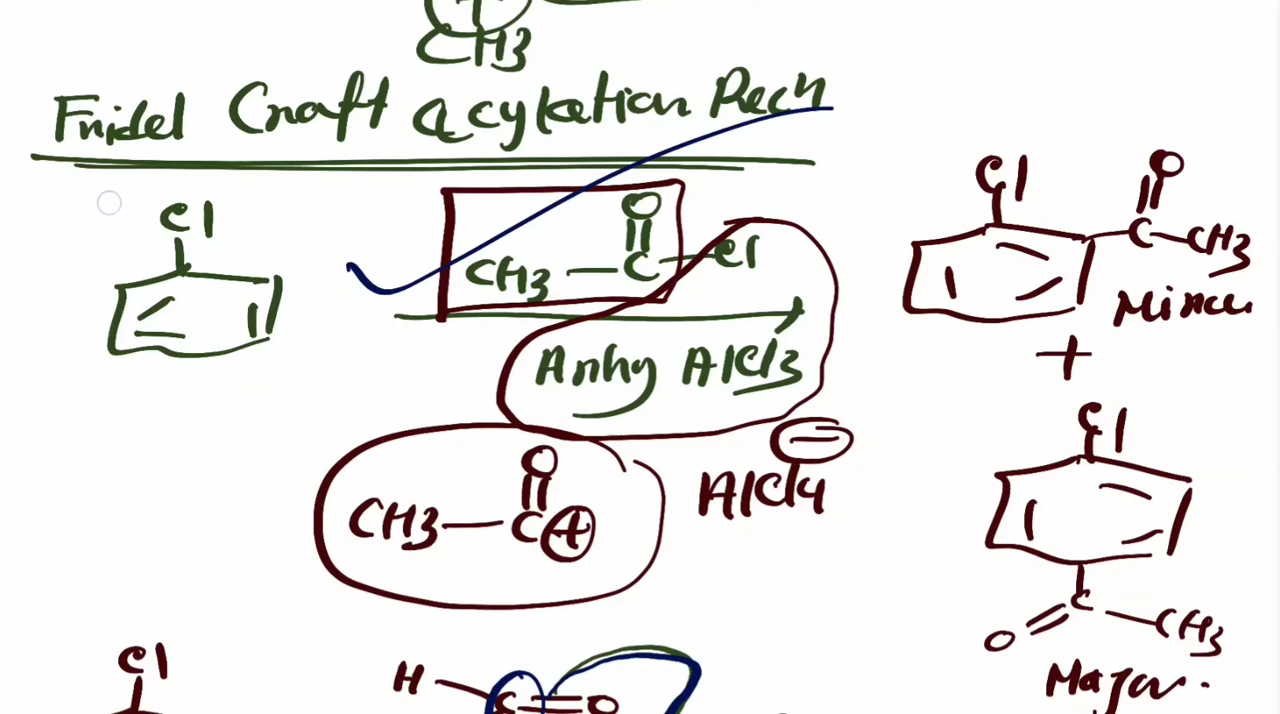 CH3
Fridel Craft acylation Recn
Cl
O
CH3 — C — Cl
Anhy AlCl3
CH3 — C +
O
AlCl4 −
Cl
O
C — CH3
Minor
+
Cl
C
O
CH3
Major.
Cl
H
C = O